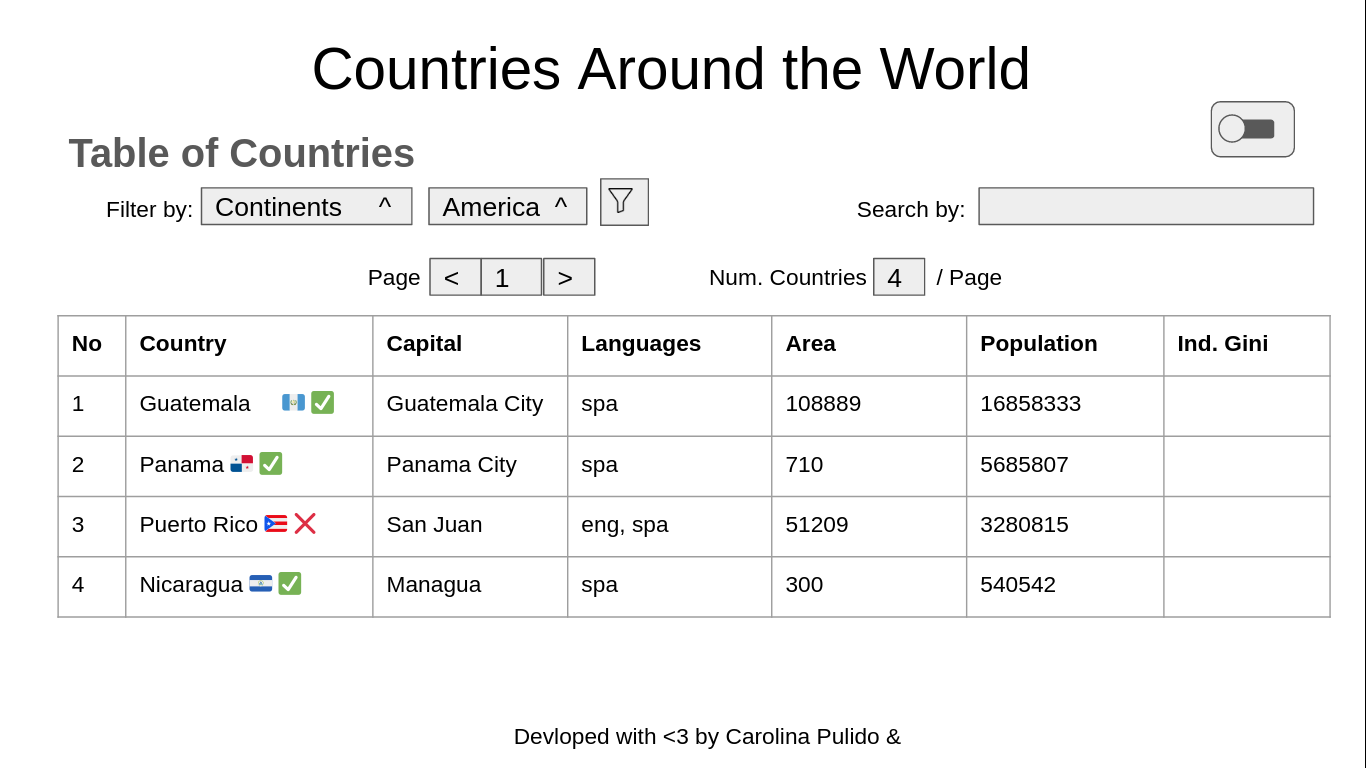 Countries Around the World
Table of Countries
Filter by: Continents ^ America ^ Search by:
Page < 1 > Num. Countries 4 / Page
No Country Capital Languages Area Population Ind. Gini
1 Guatemala 🇬🇹 ✅ Guatemala City spa 108889 16858333
2 Panama 🇵🇦 ✅ Panama City spa 710 5685807
3 Puerto Rico 🇵🇷 ❌ San Juan eng, spa 51209 3280815
4 Nicaragua 🇳🇮 ✅ Managua spa 300 540542
Devloped with <3 by Carolina Pulido &